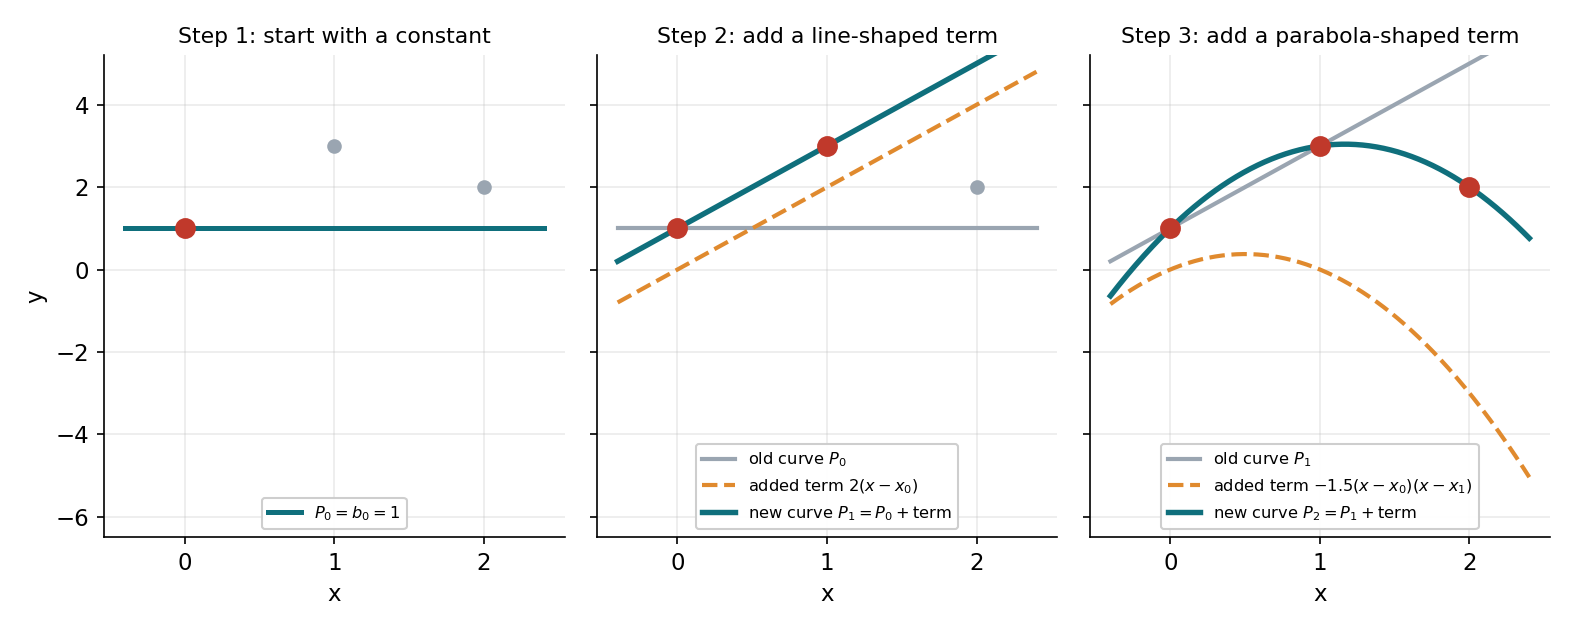 Step 1: start with a constant
Step 2: add a line-shaped term
Step 3: add a parabola-shaped term
y
4
2
0
−2
−4
−6
P₀ = b₀ = 1
0 1 2
x
old curve P₀
added term 2(x − x₀)
new curve P₁ = P₀ + term
0 1 2
x
old curve P₁
added term −1.5(x − x₀)(x − x₁)
new curve P₂ = P₁ + term
0 1 2
x